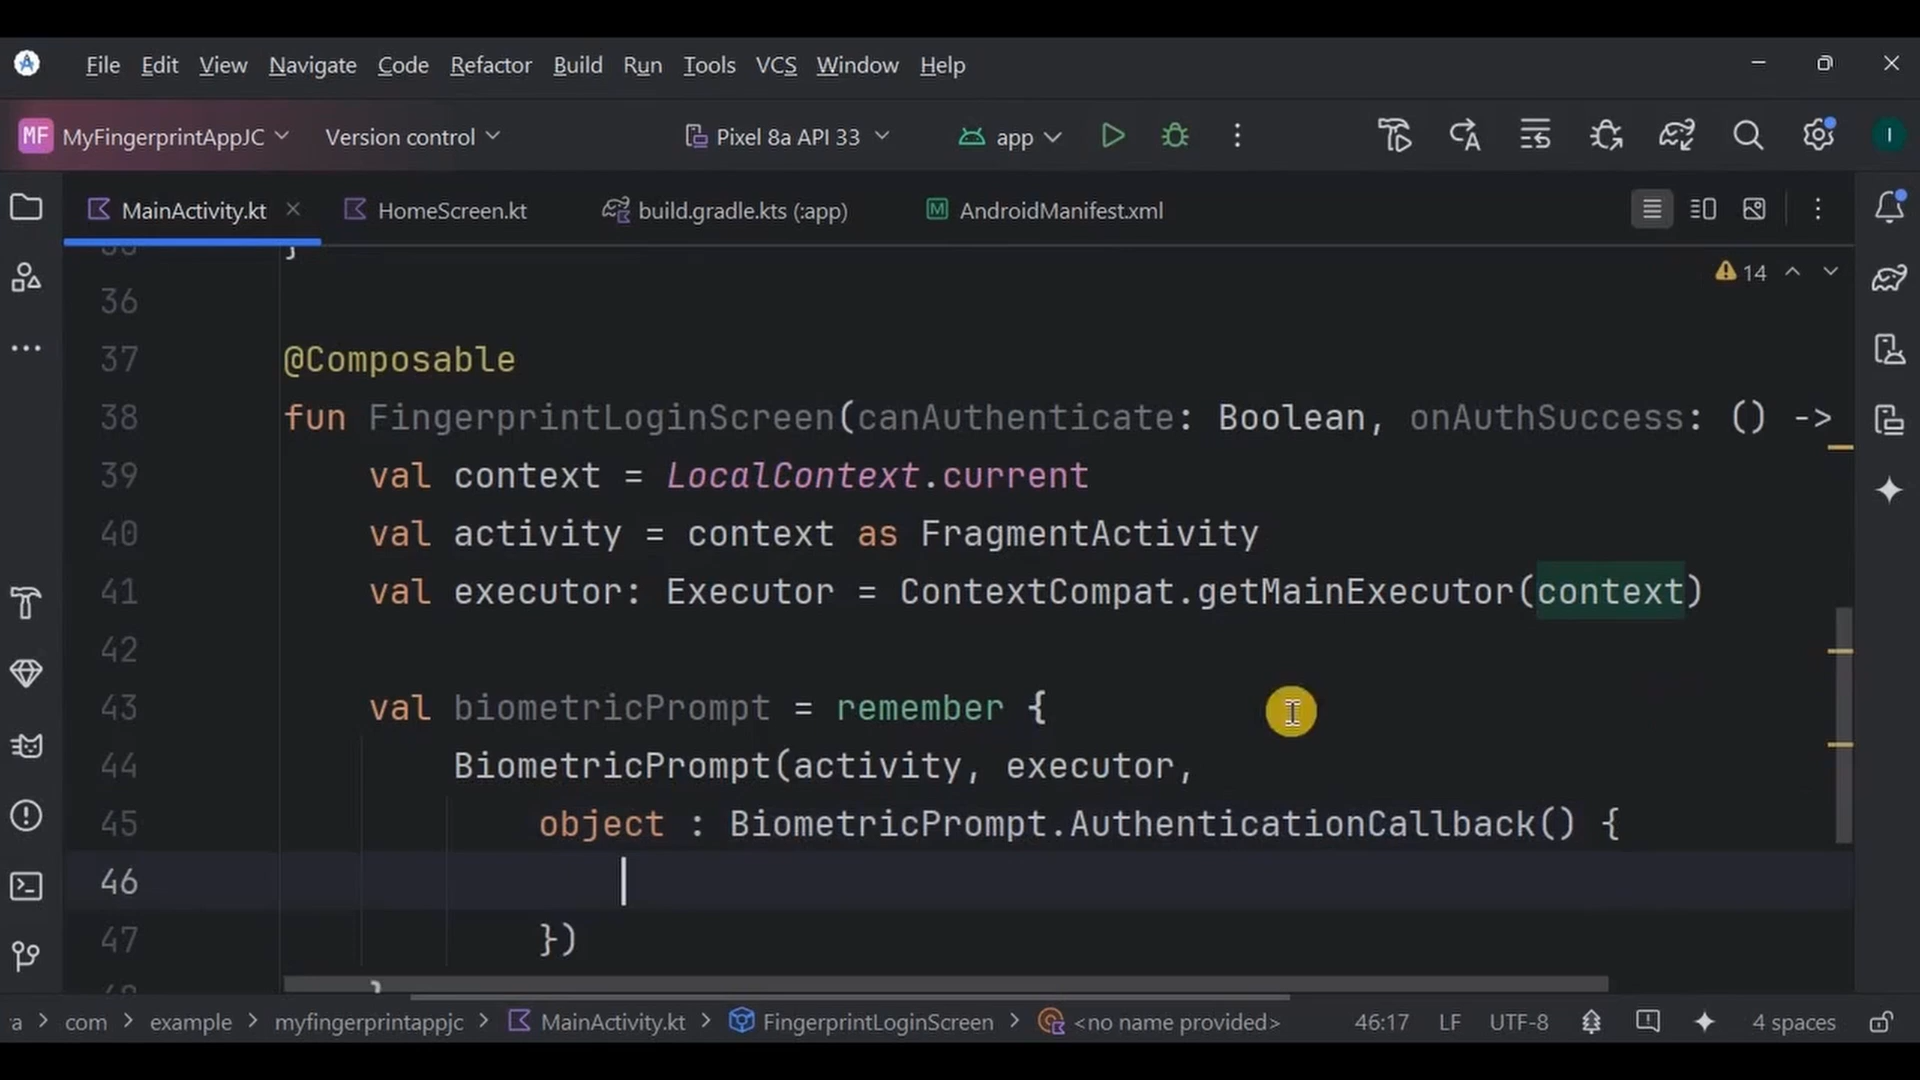 File Edit View Navigate Code Refactor Build Run Tools VCS Window Help
MF MyFingerprintAppJC Version control Pixel 8a API 33 app I
MainActivity.kt HomeScreen.kt build.gradle.kts (:app) M AndroidManifest.xml
}
14
36
37 @Composable
38 fun FingerprintLoginScreen(canAuthenticate: Boolean, onAuthSuccess: () ->
39 val context = LocalContext.current
40 val activity = context as FragmentActivity
41 val executor: Executor = ContextCompat.getMainExecutor(context)
42
43 val biometricPrompt = remember {
44 BiometricPrompt(activity, executor,
45 object : BiometricPrompt.AuthenticationCallback() {
46
47 })
}
a > com > example > myfingerprintappjc > MainActivity.kt > FingerprintLoginScreen > <no name provided> 46:17 LF UTF-8 4 spaces